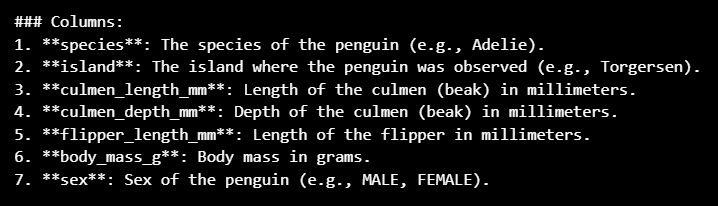 ### Columns:
1. **species**: The species of the penguin (e.g., Adelie).
2. **island**: The island where the penguin was observed (e.g., Torgersen).
3. **culmen_length_mm**: Length of the culmen (beak) in millimeters.
4. **culmen_depth_mm**: Depth of the culmen (beak) in millimeters.
5. **flipper_length_mm**: Length of the flipper in millimeters.
6. **body_mass_g**: Body mass in grams.
7. **sex**: Sex of the penguin (e.g., MALE, FEMALE).